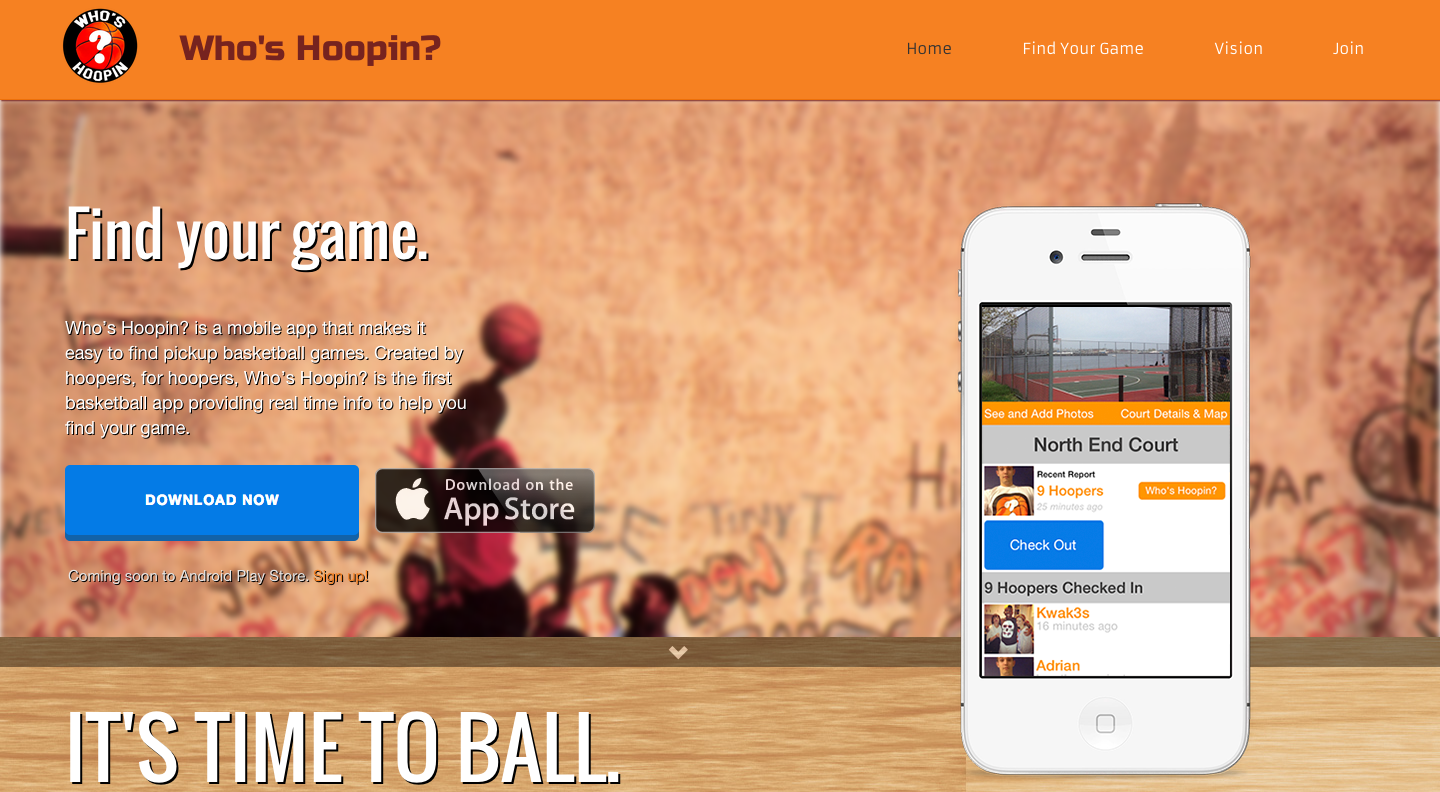 WHO'S
?
HOOPIN
Who's Hoopin?
Home
Find Your Game
Vision
Join
Find your game.
Who's Hoopin? is a mobile app that makes it
easy to find pickup basketball games. Created by
hoopers, for hoopers, Who's Hoopin? is the first
basketball app providing real time info to help you
find your game.
DOWNLOAD NOW
Download on the
App Store
Coming soon to Android Play Store. Sign up!
See and Add Photos
Court Details & Map
North End Court
Recent Report
9 Hoopers
25 minutes ago
Who's Hoopin?
Check Out
9 Hoopers Checked In
Kwak3s
16 minutes ago
Adrian
IT'S TIME TO BALL.